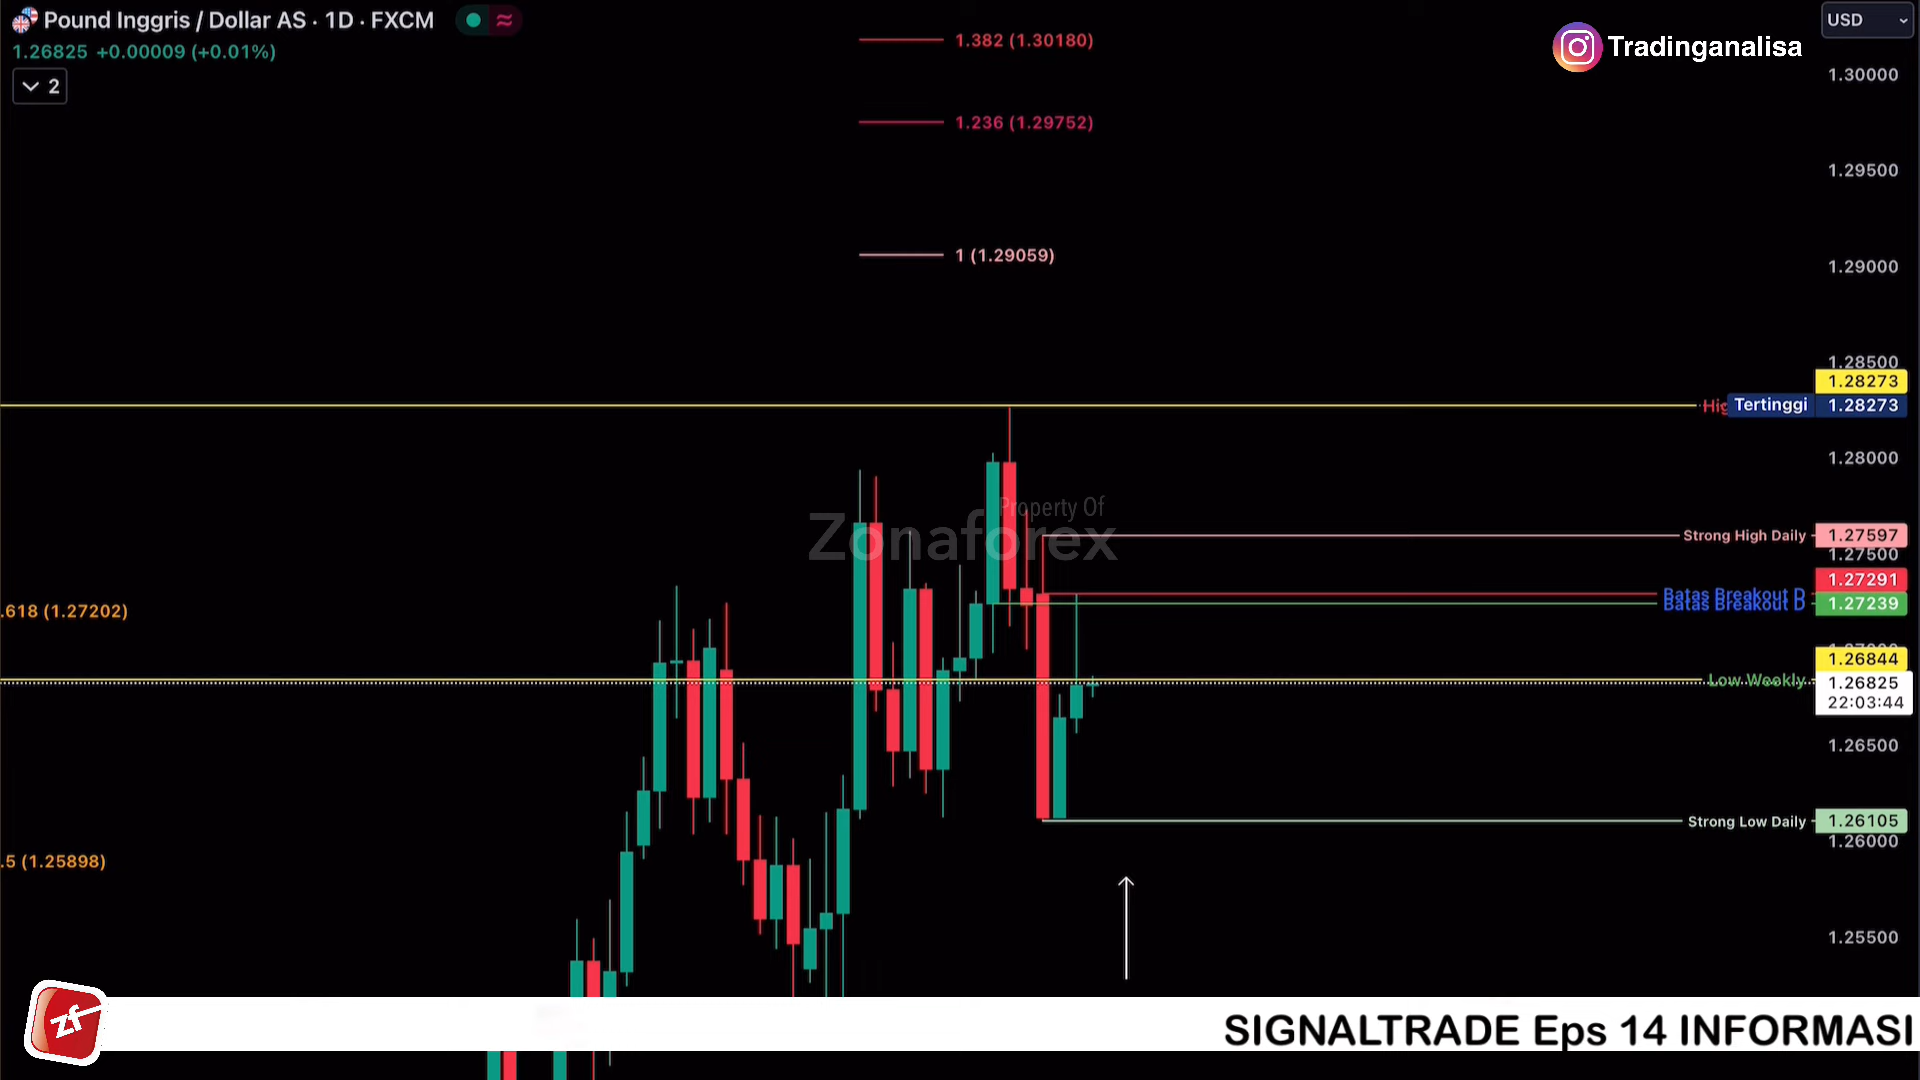 Pound Inggris / Dollar AS · 1D · FXCM
1.26825 +0.00009 (+0.01%)
2
USD
Tradinganalisa
1.382 (1.30180)
1.30000
1.236 (1.29752)
1.29500
1 (1.29059)
1.29000
1.28500
1.28273
Hig Tertinggi 1.28273
1.28000
Property Of
Zonaforex
Strong High Daily 1.27597
1.27500
1.27291
Batas Breakout D
Batas Breakout D 1.27239
.618 (1.27202)
1.26844
Low Weekly 1.26825
22:03:44
1.26500
Strong Low Daily 1.26105
1.26000
.5 (1.25898)
1.25500
zf
SIGNALTRADE Eps 14 INFORMASI